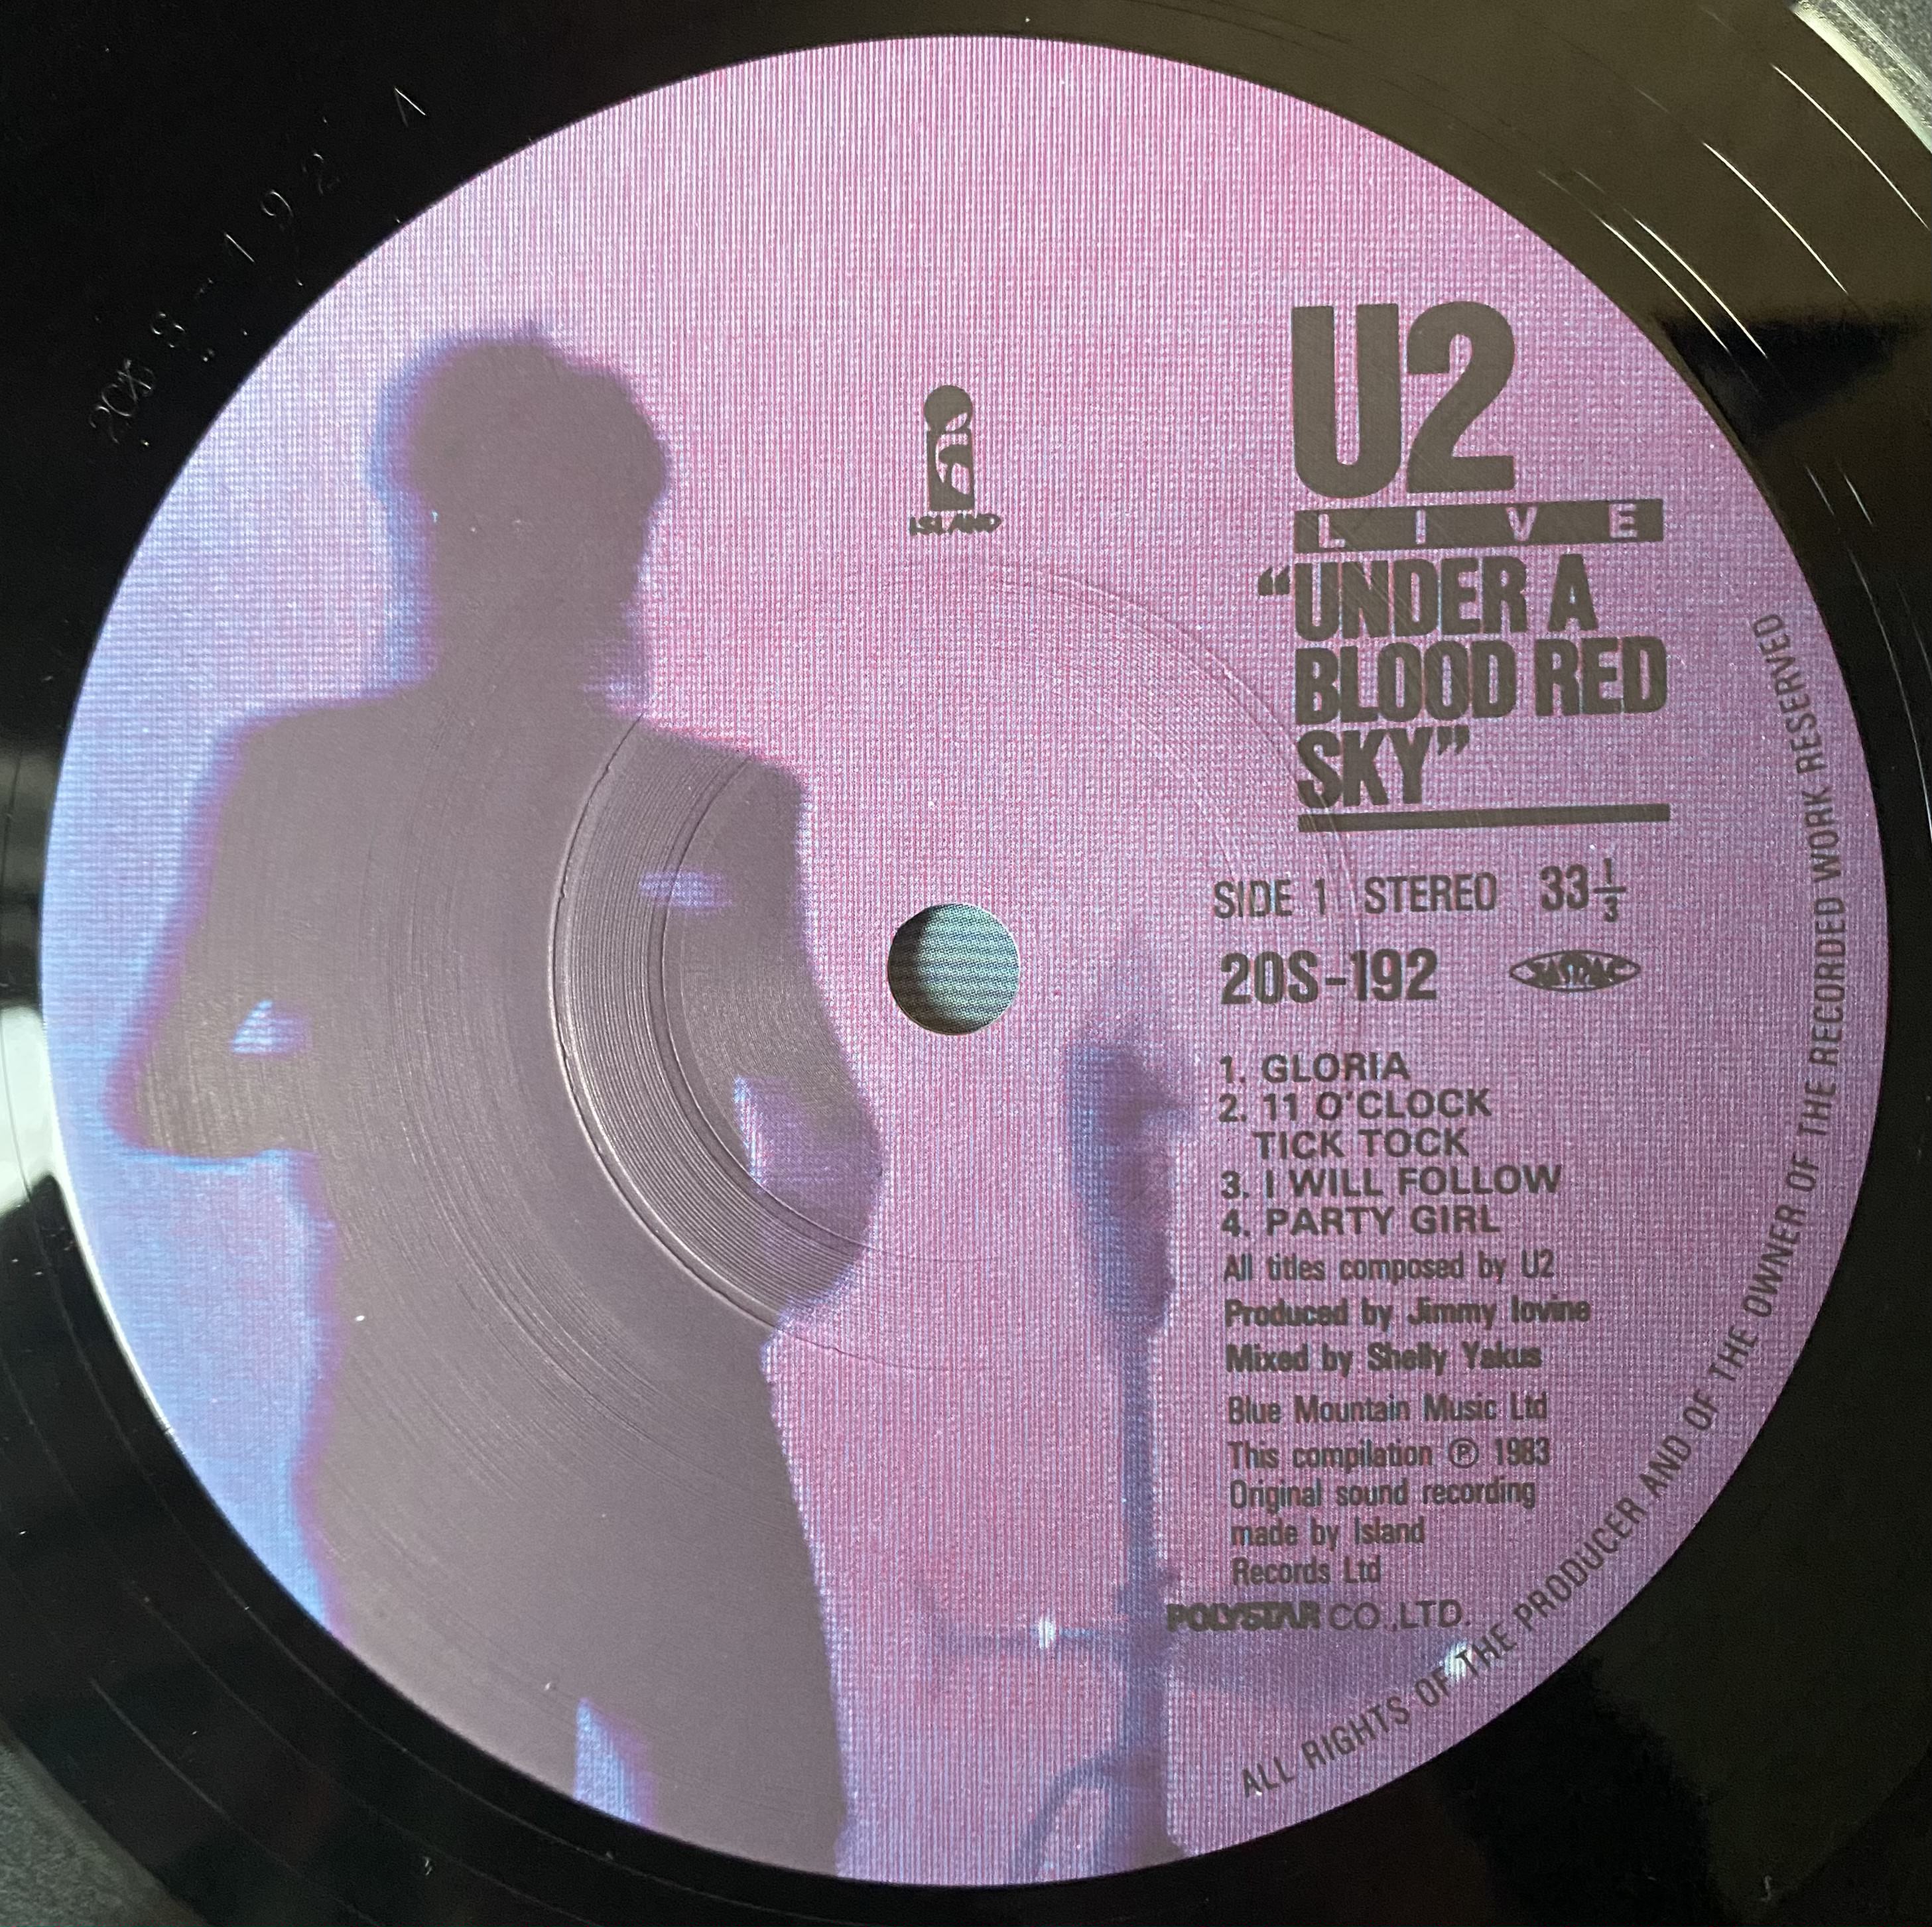 20S-192 A
ISLAND
U2
LIVE
“UNDER A
BLOOD RED
SKY”
SIDE 1 STEREO 33 1/3
20S-192 JASRAC
1. GLORIA
2. 11 O'CLOCK
TICK TOCK
3. I WILL FOLLOW
4. PARTY GIRL
All titles composed by U2
Produced by Jimmy Iovine
Mixed by Shelly Yakus
Blue Mountain Music Ltd
This compilation ℗ 1983
Original sound recording
made by Island
Records Ltd
POLYSTAR CO.,LTD.
ALL RIGHTS OF THE PRODUCER AND OF THE OWNER OF THE RECORDED WORK RESERVED